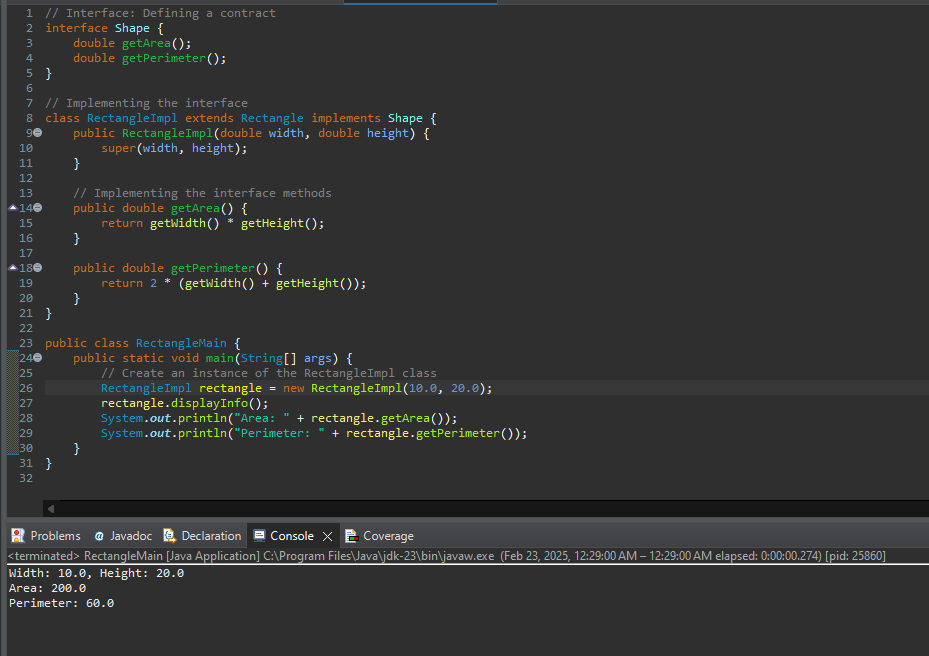 1 // Interface: Defining a contract
2 interface Shape {
3     double getArea();
4     double getPerimeter();
5 }
6
7 // Implementing the interface
8 class RectangleImpl extends Rectangle implements Shape {
9     public RectangleImpl(double width, double height) {
10         super(width, height);
11     }
12
13     // Implementing the interface methods
14     public double getArea() {
15         return getWidth() * getHeight();
16     }
17
18     public double getPerimeter() {
19         return 2 * (getWidth() + getHeight());
20     }
21 }
22
23 public class RectangleMain {
24     public static void main(String[] args) {
25         // Create an instance of the RectangleImpl class
26         RectangleImpl rectangle = new RectangleImpl(10.0, 20.0);
27         rectangle.displayInfo();
28         System.out.println("Area: " + rectangle.getArea());
29         System.out.println("Perimeter: " + rectangle.getPerimeter());
30     }
31 }
32
Problems @ Javadoc Declaration Console Coverage
<terminated> RectangleMain [Java Application] C:\Program Files\Java\jdk-23\bin\javaw.exe (Feb 23, 2025, 12:29:00 AM – 12:29:00 AM elapsed: 0:00:00.274) [pid: 25860]
Width: 10.0, Height: 20.0
Area: 200.0
Perimeter: 60.0